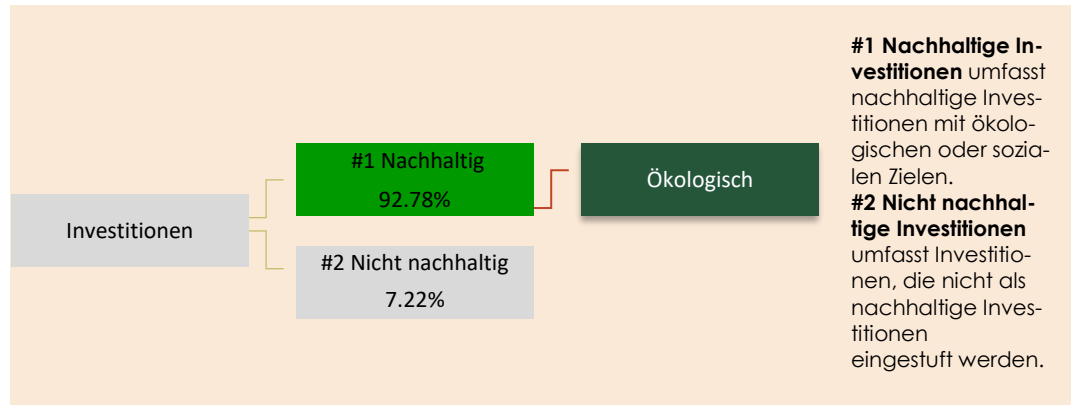 Investitionen
#1 Nachhaltig
92.78%
#2 Nicht nachhaltig
7.22%
Ökologisch
#1 Nachhaltige In-
vestitionen umfasst
nachhaltige Inves-
titionen mit ökolo-
gischen oder sozia-
len Zielen.
#2 Nicht nachhal-
tige Investitionen
umfasst Investitio-
nen, die nicht als
nachhaltige Inves-
titionen
eingestuft werden.